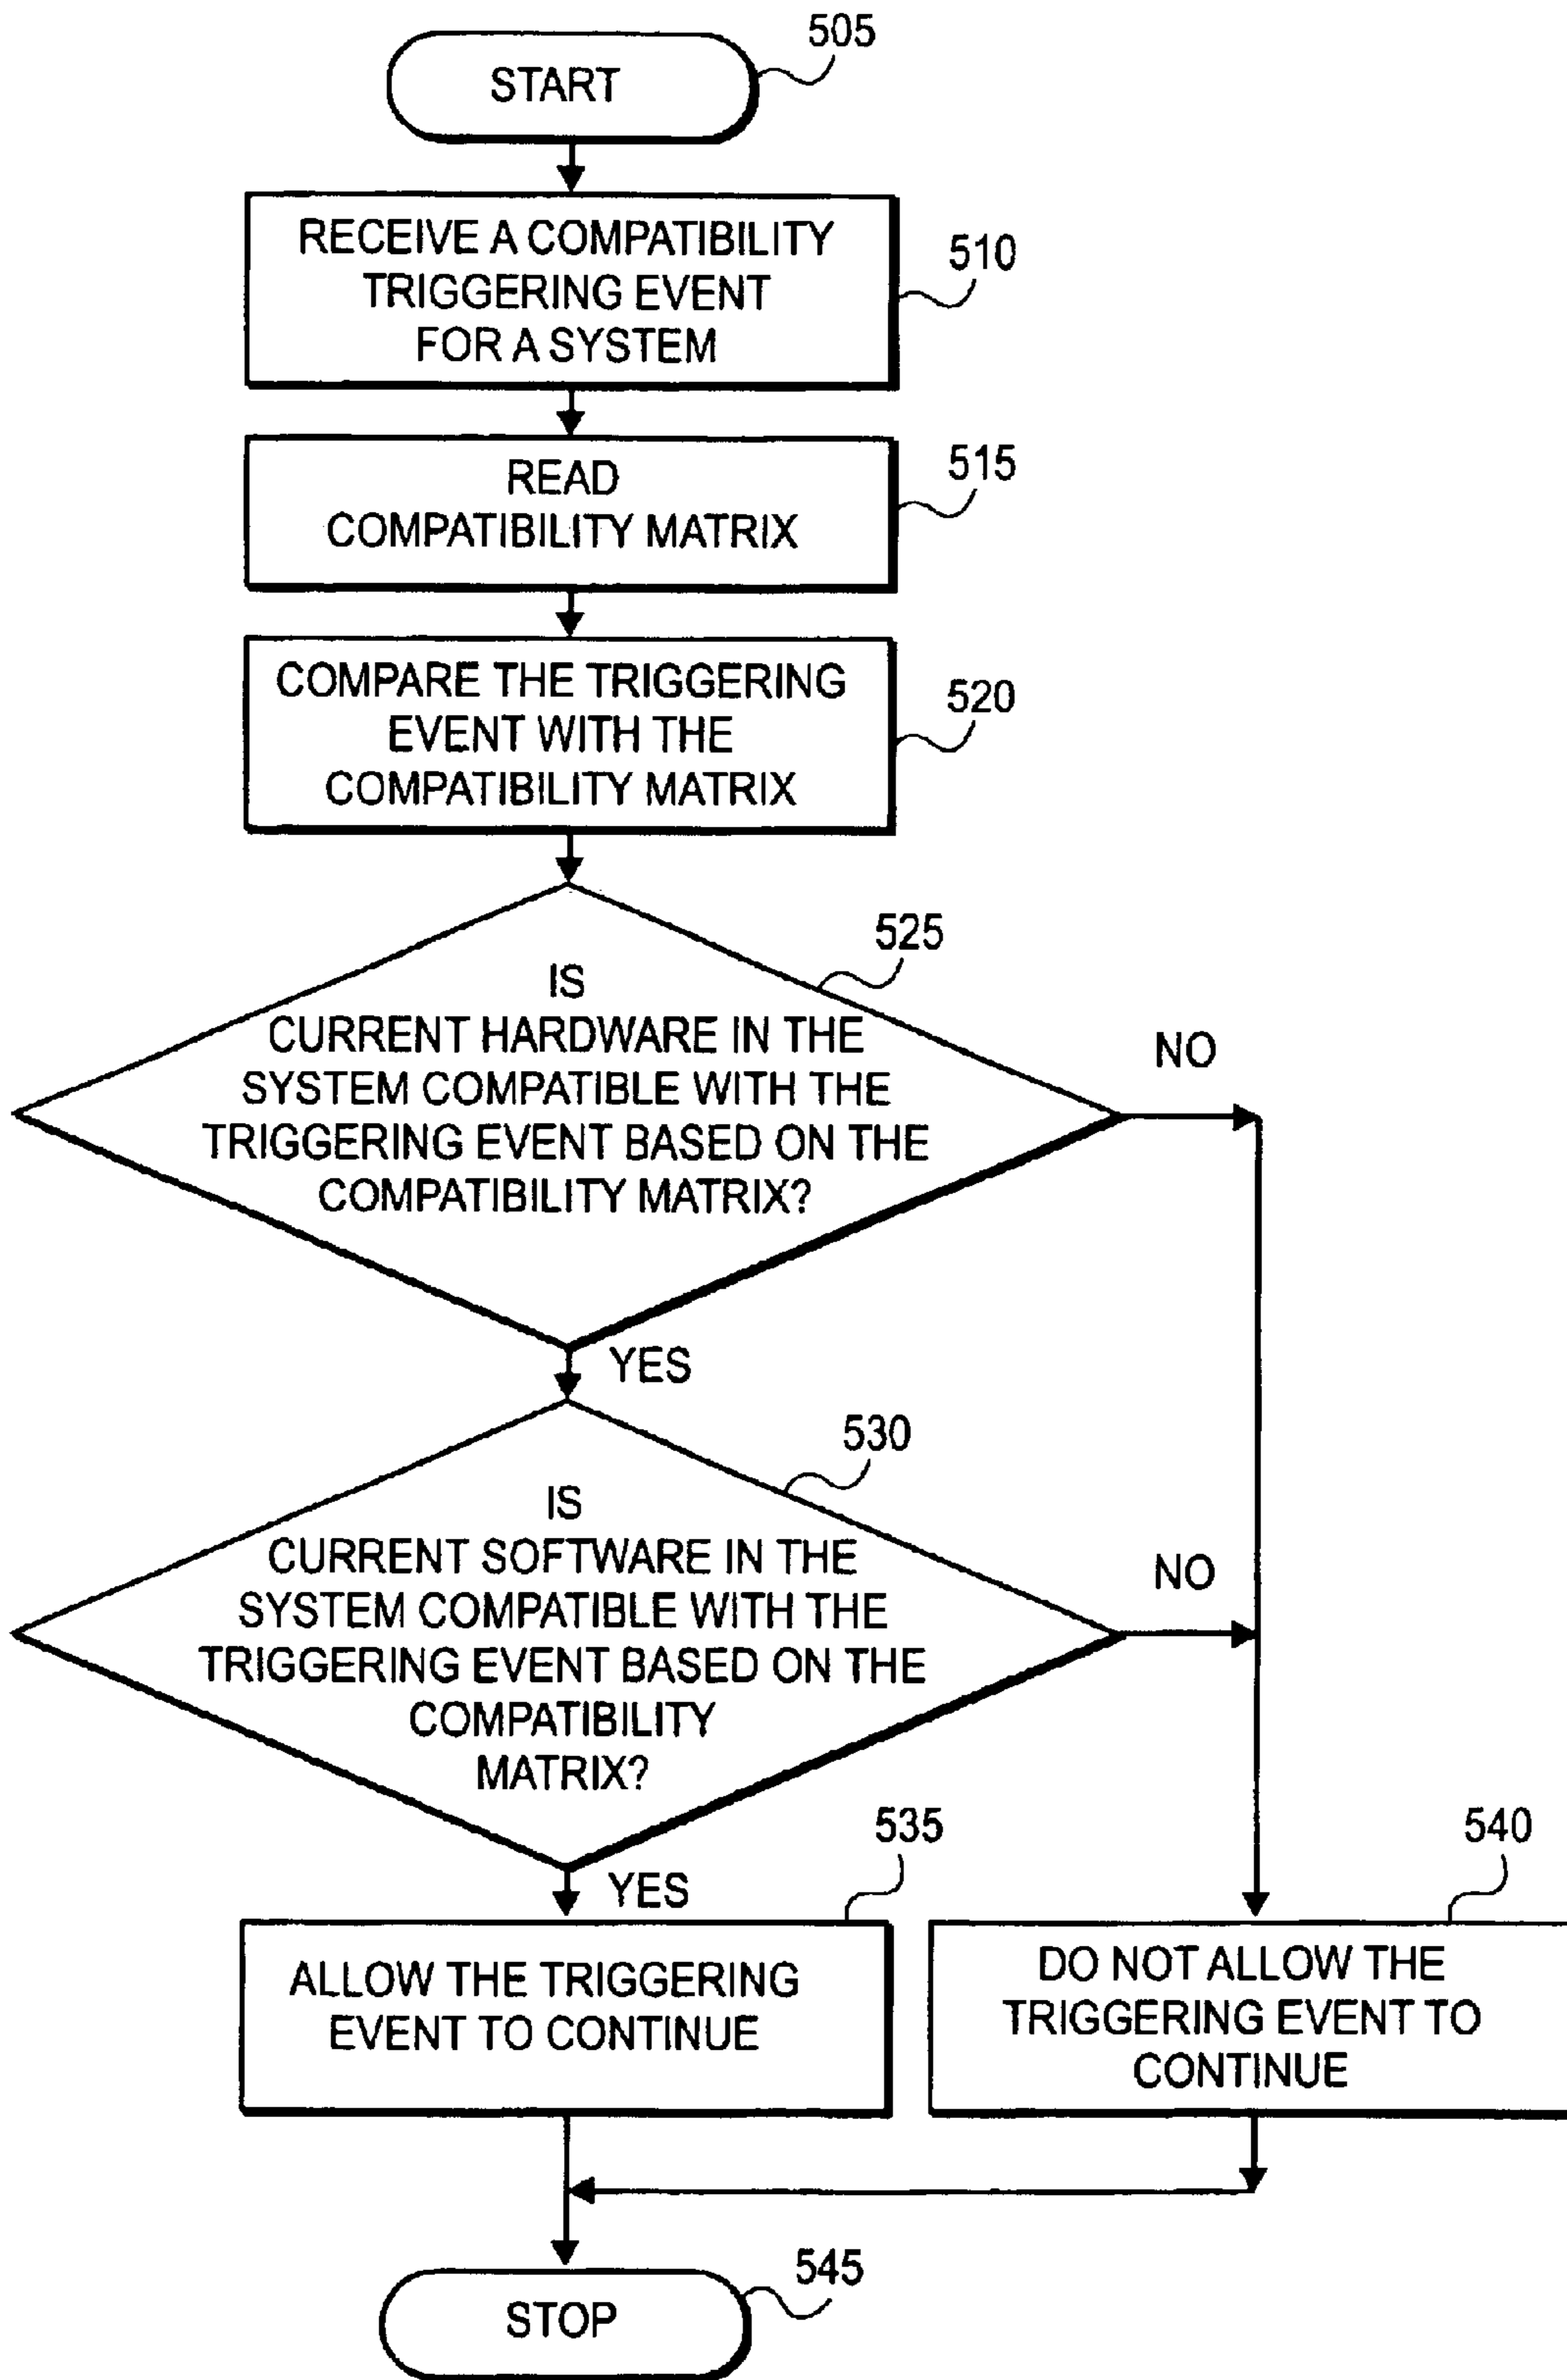 505
START
RECEIVE A COMPATIBILITY
TRIGGERING EVENT
FOR A SYSTEM
510
READ
COMPATIBILITY MATRIX
515
COMPARE THE TRIGGERING
EVENT WITH THE
COMPATIBILITY MATRIX
520
525
IS
CURRENT HARDWARE IN THE
SYSTEM COMPATIBLE WITH THE
TRIGGERING EVENT BASED ON THE
COMPATIBILITY MATRIX?
NO
YES
530
IS
CURRENT SOFTWARE IN THE
SYSTEM COMPATIBLE WITH THE
TRIGGERING EVENT BASED ON THE
COMPATIBILITY
MATRIX?
NO
YES
535
ALLOW THE TRIGGERING
EVENT TO CONTINUE
540
DO NOT ALLOW THE
TRIGGERING EVENT TO
CONTINUE
545
STOP